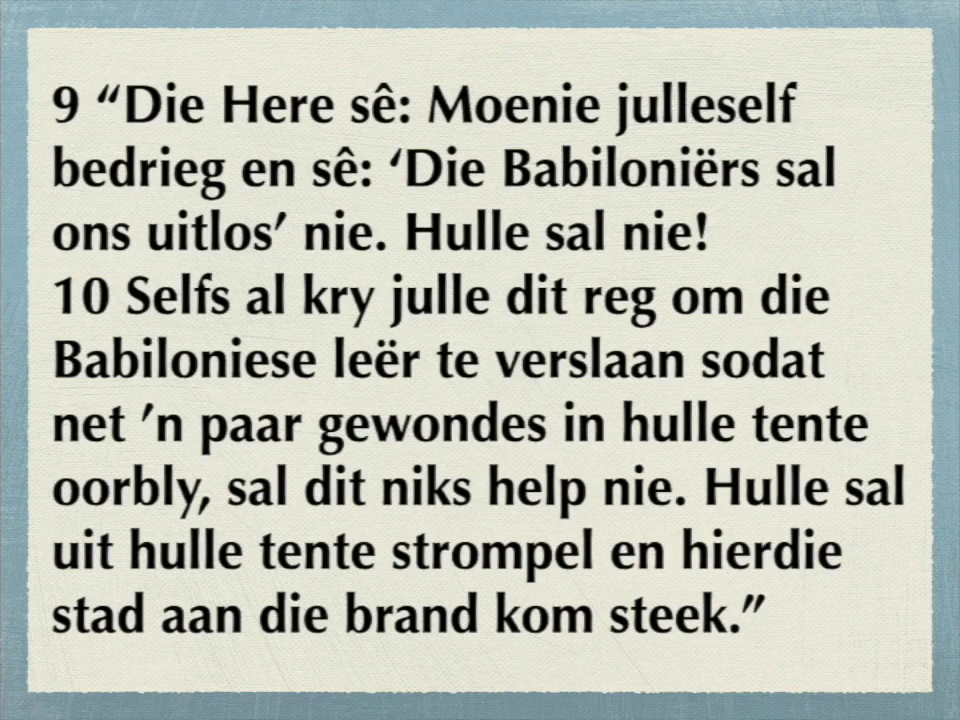 9 “Die Here sê: Moenie julleself
bedrieg en sê: ‘Die Babiloniërs sal
ons uitlos’ nie. Hulle sal nie!
10 Selfs al kry julle dit reg om die
Babiloniese leër te verslaan sodat
net ’n paar gewondes in hulle tente
oorbly, sal dit niks help nie. Hulle sal
uit hulle tente strompel en hierdie
stad aan die brand kom steek.”